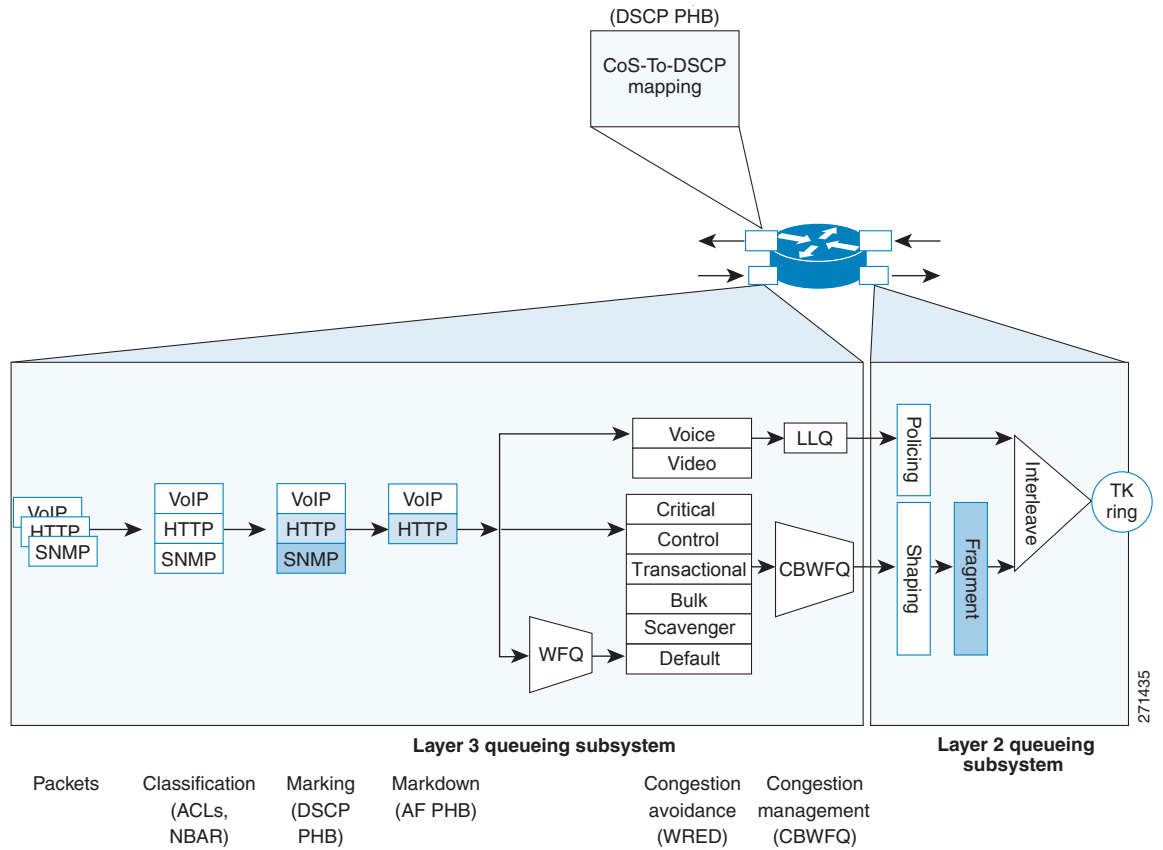 (DSCP PHB)
CoS-To-DSCP
mapping
Voice
Video
LLQ
Policing
Interleave
TK
ring
VoIP
HTTP
SNMP
VoIP
HTTP
SNMP
VoIP
HTTP
SNMP
VoIP
HTTP
Critical
Control
Transactional
Bulk
Scavenger
Default
CBWFQ
WFQ
Shaping
Fragment
271435
Layer 3 queueing subsystem
Layer 2 queueing
subsystem
Packets
Classification
(ACLs,
NBAR)
Marking
(DSCP
PHB)
Markdown
(AF PHB)
Congestion
avoidance
(WRED)
Congestion
management
(CBWFQ)